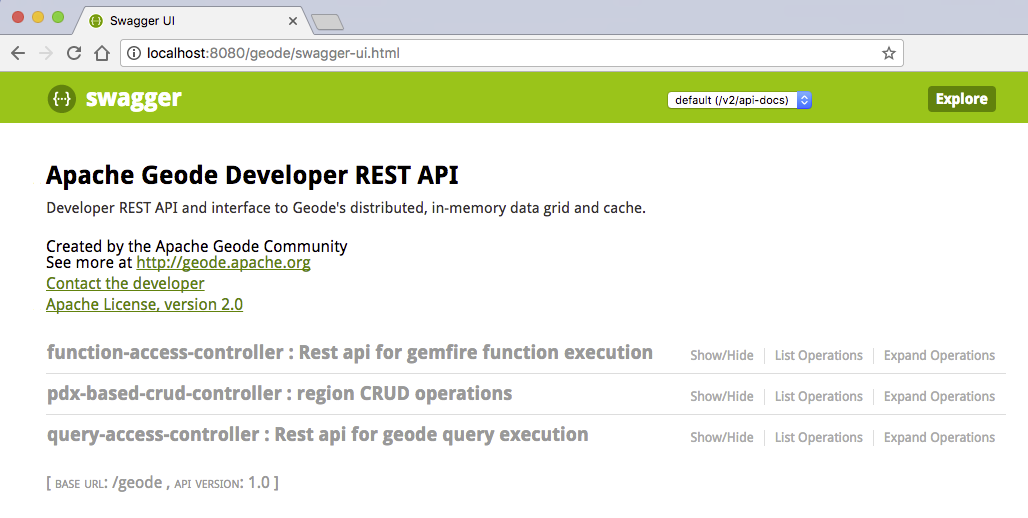 Swagger UI
localhost:8080/geode/swagger-ui.html
{··} swagger default (/v2/api-docs) Explore
Apache Geode Developer REST API
Developer REST API and interface to Geode's distributed, in-memory data grid and cache.
Created by the Apache Geode Community
See more at http://geode.apache.org
Contact the developer
Apache License, version 2.0
function-access-controller : Rest api for gemfire function execution Show/Hide List Operations Expand Operations
pdx-based-crud-controller : region CRUD operations Show/Hide List Operations Expand Operations
query-access-controller : Rest api for geode query execution Show/Hide List Operations Expand Operations
[ BASE URL: /geode , API VERSION: 1.0 ]